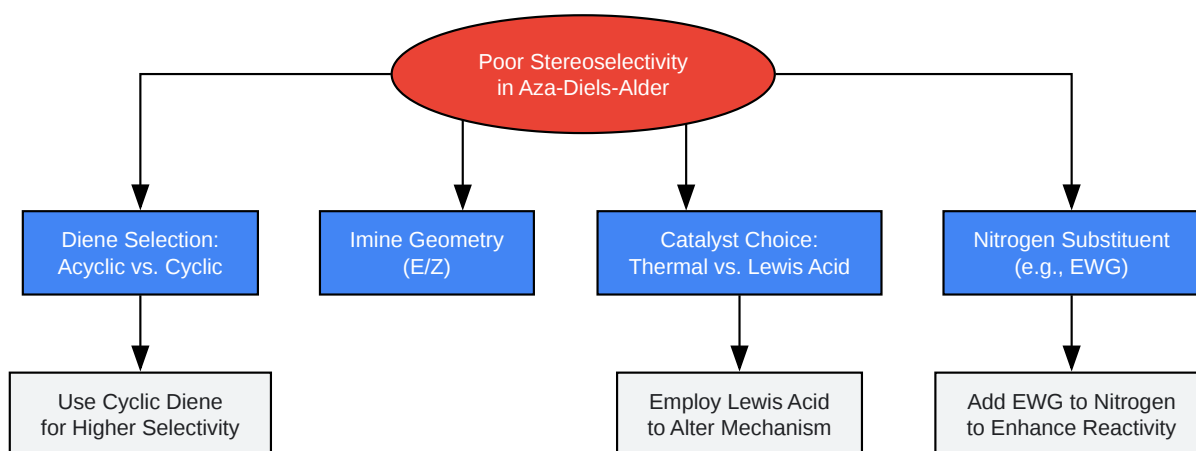 Poor Stereoselectivity
in Aza-Diels-Alder
Diene Selection:
Acyclic vs. Cyclic
Imine Geometry
(E/Z)
Catalyst Choice:
Thermal vs. Lewis Acid
Nitrogen Substituent
(e.g., EWG)
Use Cyclic Diene
for Higher Selectivity
Employ Lewis Acid
to Alter Mechanism
Add EWG to Nitrogen
to Enhance Reactivity